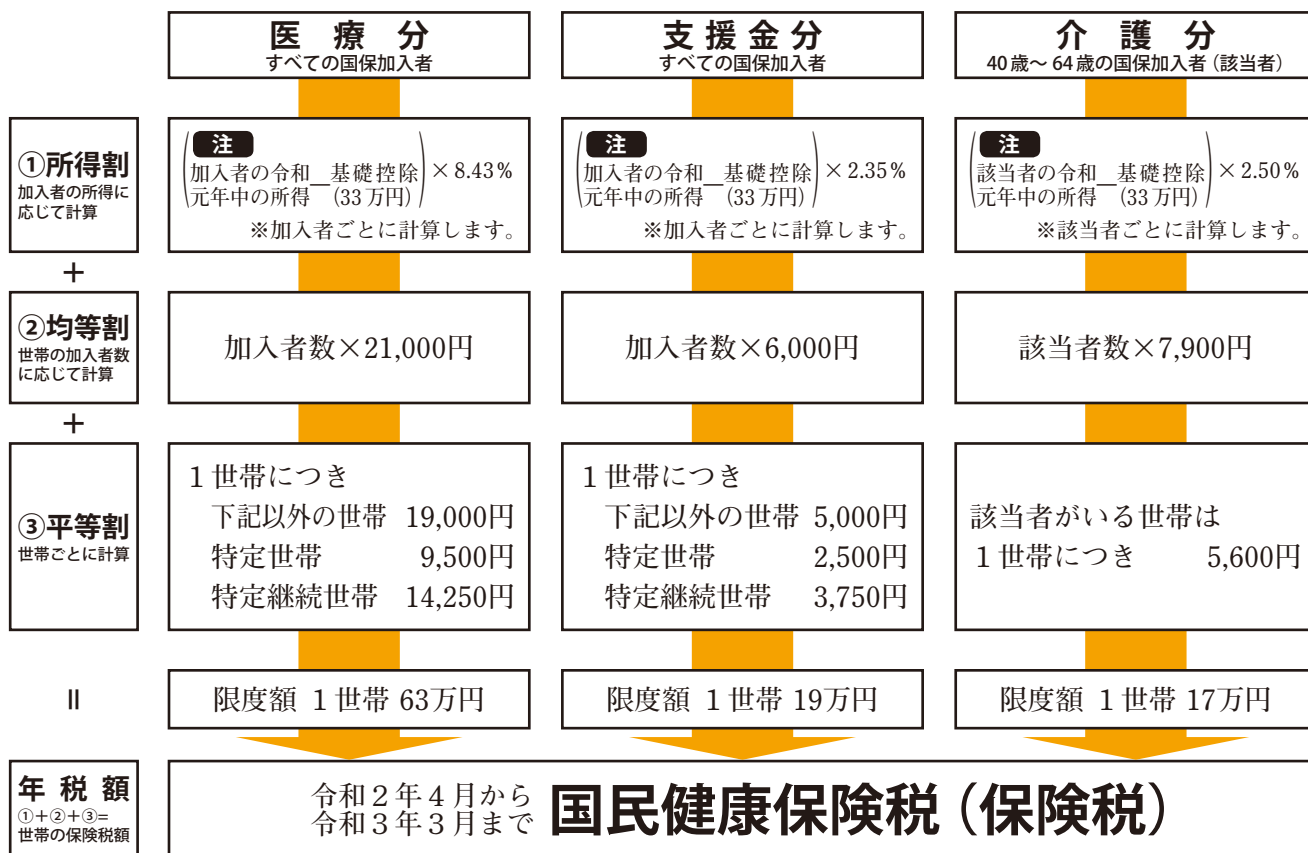 医療分
すべての国保加入者
支援金分
すべての国保加入者
介護分
40歳～64歳の国保加入者（該当者）
①所得割
加入者の所得に
応じて計算
注
加入者の令和
元年中の所得
－
基礎控除
（33万円）
×8.43％
※加入者ごとに計算します。
注
加入者の令和
元年中の所得
－
基礎控除
（33万円）
×2.35％
※加入者ごとに計算します。
注
該当者の令和
元年中の所得
－
基礎控除
（33万円）
×2.50％
※該当者ごとに計算します。
＋
②均等割
世帯の加入者数
に応じて計算
加入者数×21,000円
加入者数×6,000円
該当者数×7,900円
＋
③平等割
世帯ごとに計算
１世帯につき
下記以外の世帯 19,000円
特定世帯 9,500円
特定継続世帯 14,250円
１世帯につき
下記以外の世帯 5,000円
特定世帯 2,500円
特定継続世帯 3,750円
該当者がいる世帯は
１世帯につき 5,600円
＝
限度額 １世帯 63万円
限度額 １世帯 19万円
限度額 １世帯 17万円
年税額
①＋②＋③＝
世帯の保険税額
令和２年４月から
令和３年３月まで
国民健康保険税（保険税）